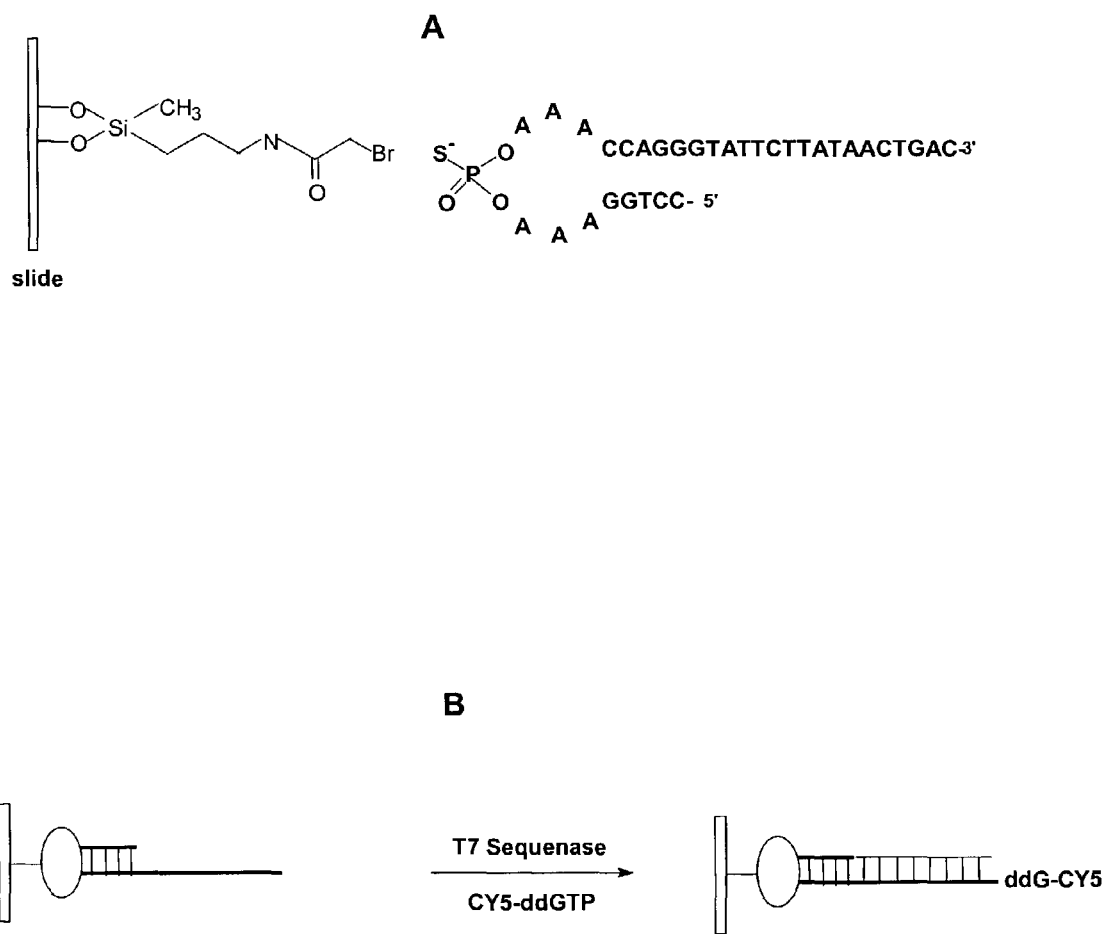 A
O
CH3
Si
O
N
Br
O
slide
S-
P
O
O
O
A
A
A
CCAGGGTATTCTTATAACTGAC-3'
A
A
A
GGTCC- 5'
B
T7 Sequenase
CY5-ddGTP
ddG-CY5